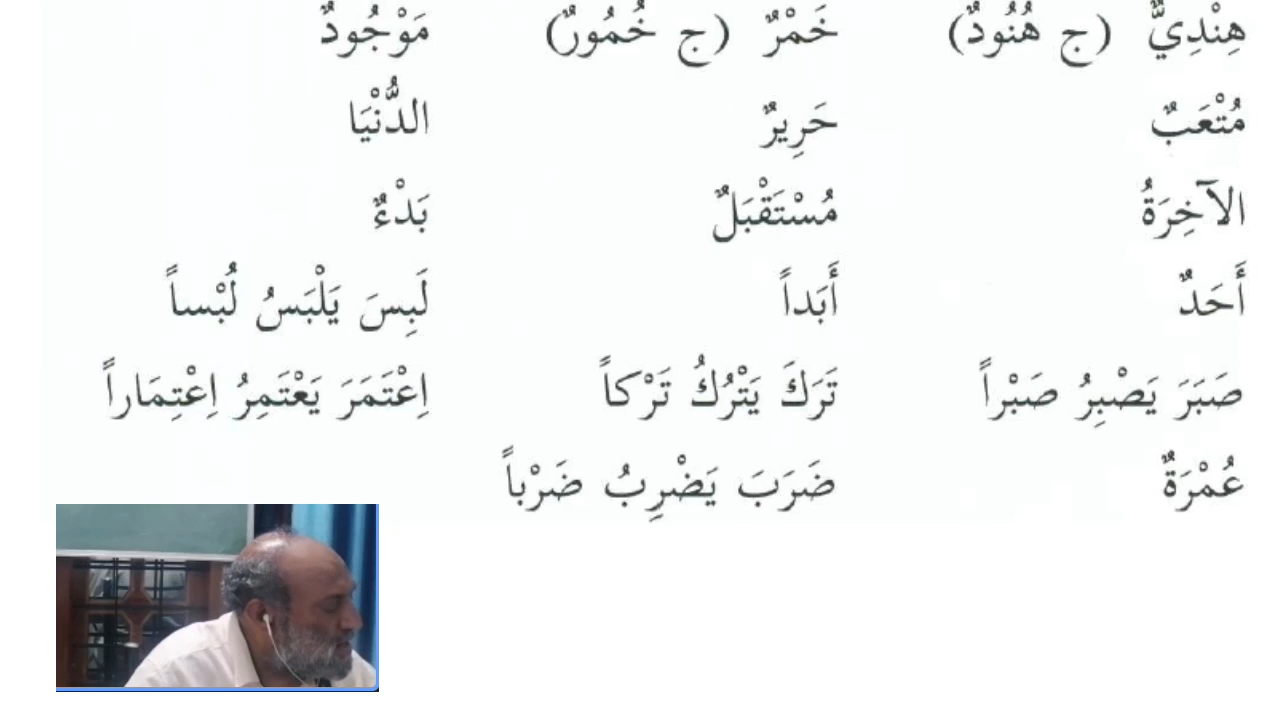 هِنْدِيٌّ (ج هُنُودٌ) خَمْرٌ (ج خُمُورٌ) مَوْجُودٌ
مُتْعَبٌ حَرِيرٌ الدُّنْيَا
الآخِرَةُ مُسْتَقْبَلٌ بَدْءٌ
أَحَدٌ أَبَداً لَبِسَ يَلْبَسُ لُبْساً
صَبَرَ يَصْبِرُ صَبْراً تَرَكَ يَتْرُكُ تَرْكاً اِعْتَمَرَ يَعْتَمِرُ اِعْتِمَاراً
عُمْرَةٌ ضَرَبَ يَضْرِبُ ضَرْباً